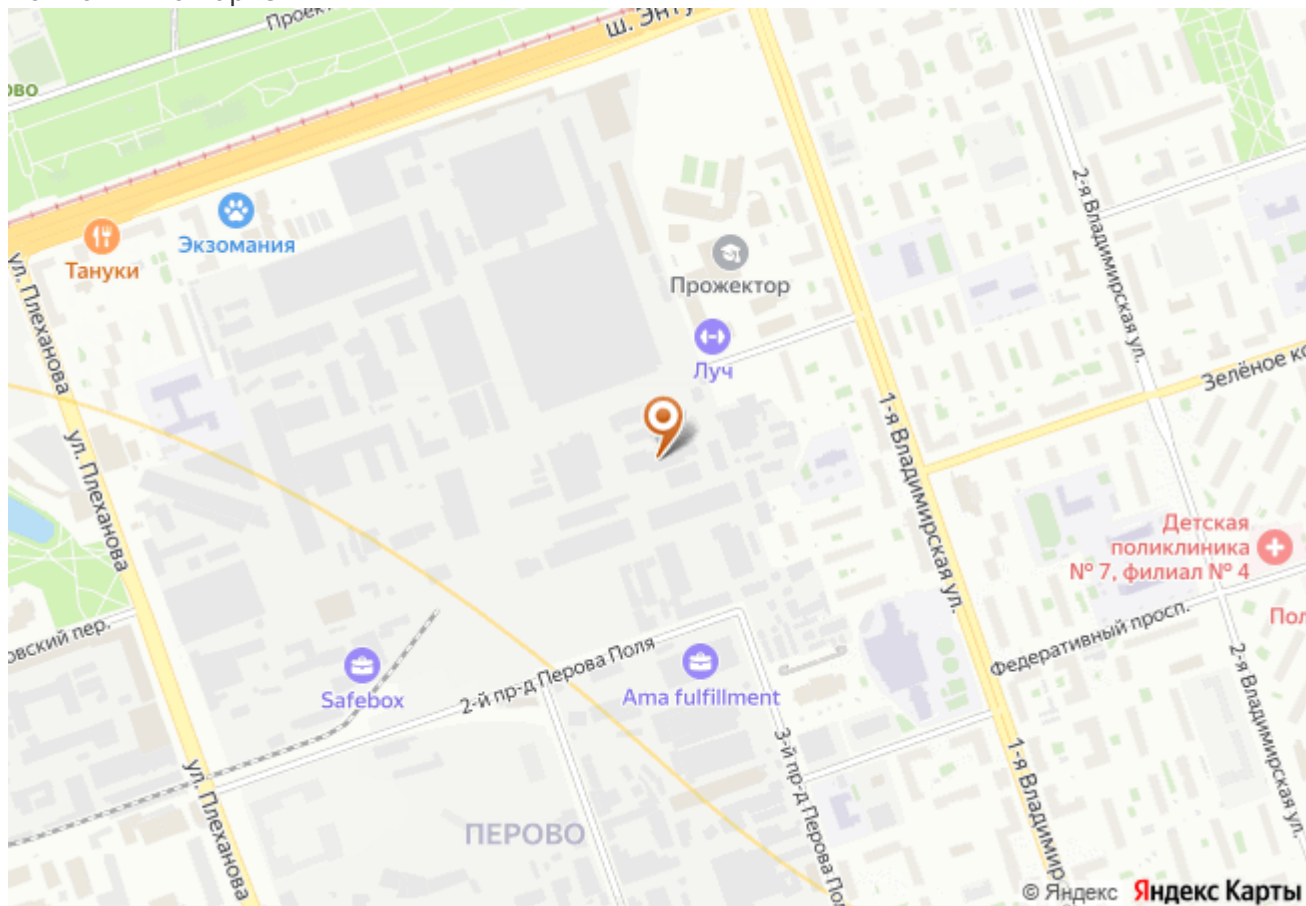 Проект
ш. Энту
ово
Экзомания
Тануки
2-я Владимирская ул.
Прожектор
ул. Плеханова
Луч
Зелёное ко
1-я Владимирская ул.
ул. Плеханова
Детская
поликлиника
№ 7, филиал № 4
Федеративный просп.
Пол
овский пер.
2-й пр-д Перова Поля
Safebox
Ama fulfillment
2-я Владимирская ул.
3-й пр-д Перова Пол
1-я Владимир
ул. Плеханова
ПЕРОВО
© Яндекс Яндекс Карты